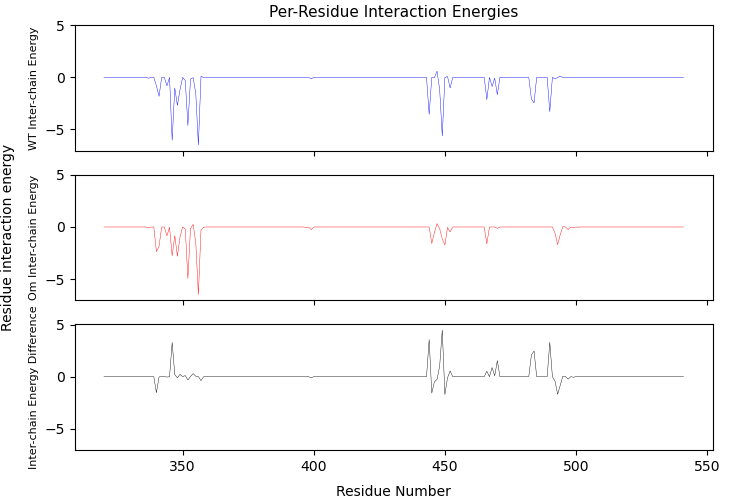 Per-Residue Interaction Energies
Residue interaction energy
WT Inter-chain Energy
5
0
−5
Om Inter-chain Energy
5
0
−5
Inter-chain Energy Difference
5
0
−5
350
400
450
500
550
Residue Number